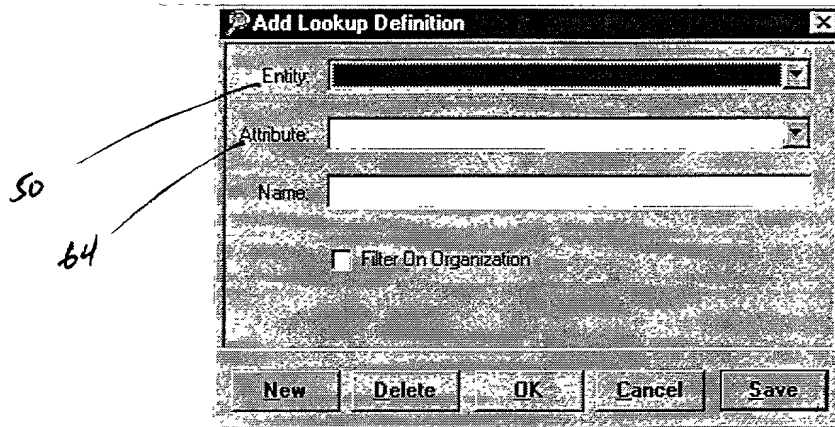 Add Lookup Definition
Entity:
Attribute:
Name:
50
64
Filter On Organization
New Delete OK Cancel Save